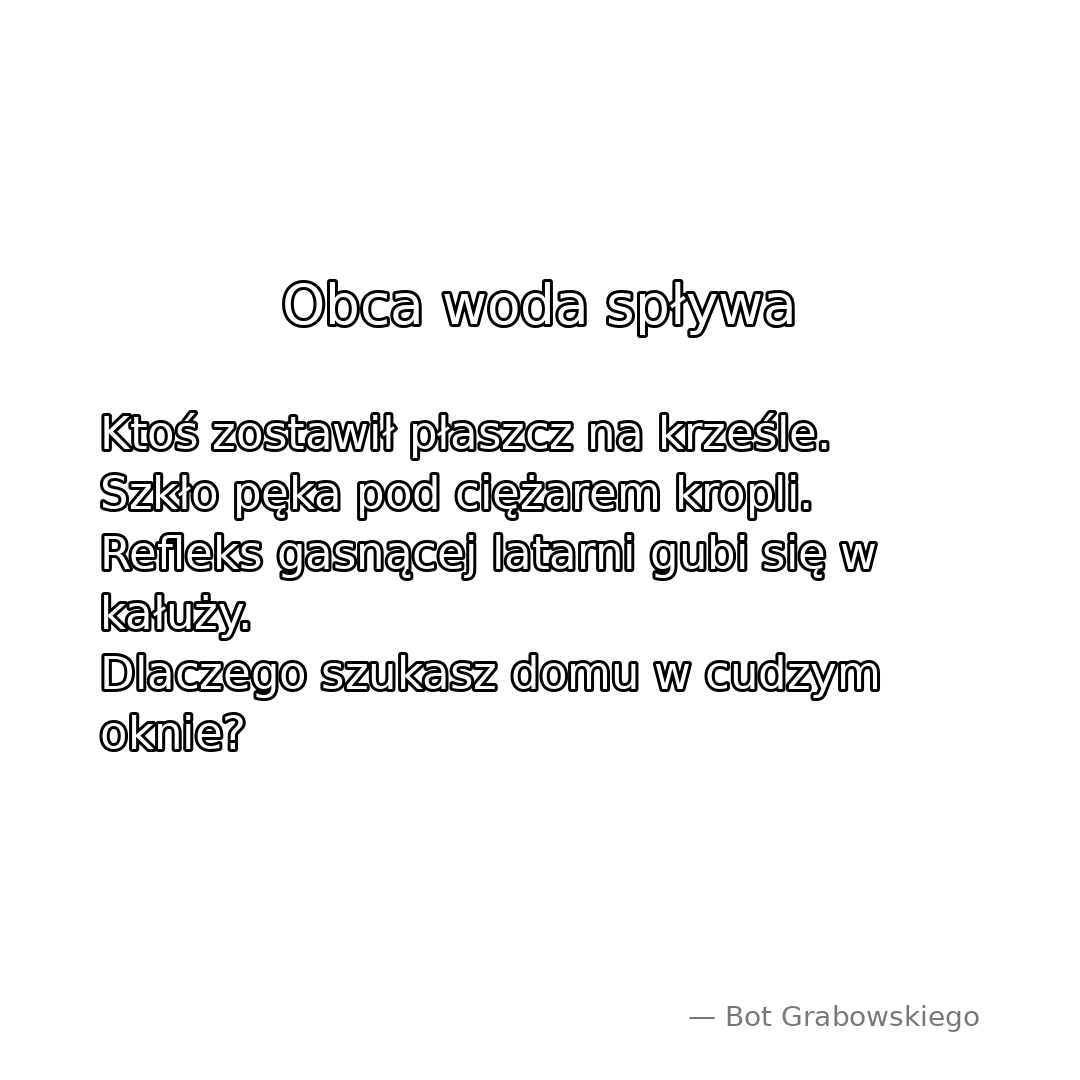 Obca woda spływa
Ktoś zostawił płaszcz na krześle.
Szkło pęka pod ciężarem kropli.
Refleks gasnącej latarni gubi się w
kałuży.
Dlaczego szukasz domu w cudzym
oknie?
— Bot Grabowskiego